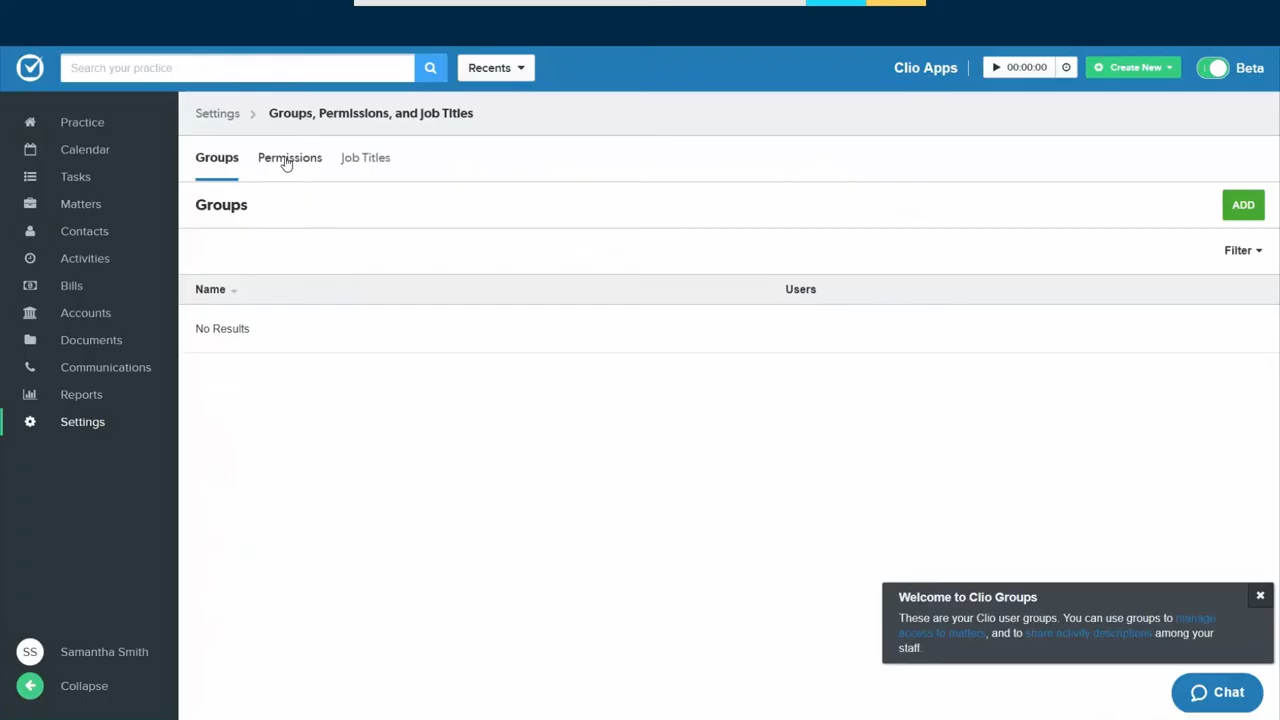 Search your practice
Recents
Clio Apps
00:00:00
Create New
Beta
Practice
Calendar
Tasks
Matters
Contacts
Activities
Bills
Accounts
Documents
Communications
Reports
Settings
Samantha Smith
SS
Collapse
Settings > Groups, Permissions, and Job Titles
Groups Permissions Job Titles
Groups
ADD
Filter
Name Users
No Results
Welcome to Clio Groups
These are your Clio user groups. You can use groups to manage
access to matters, and to share activity descriptions among your
staff.
Chat